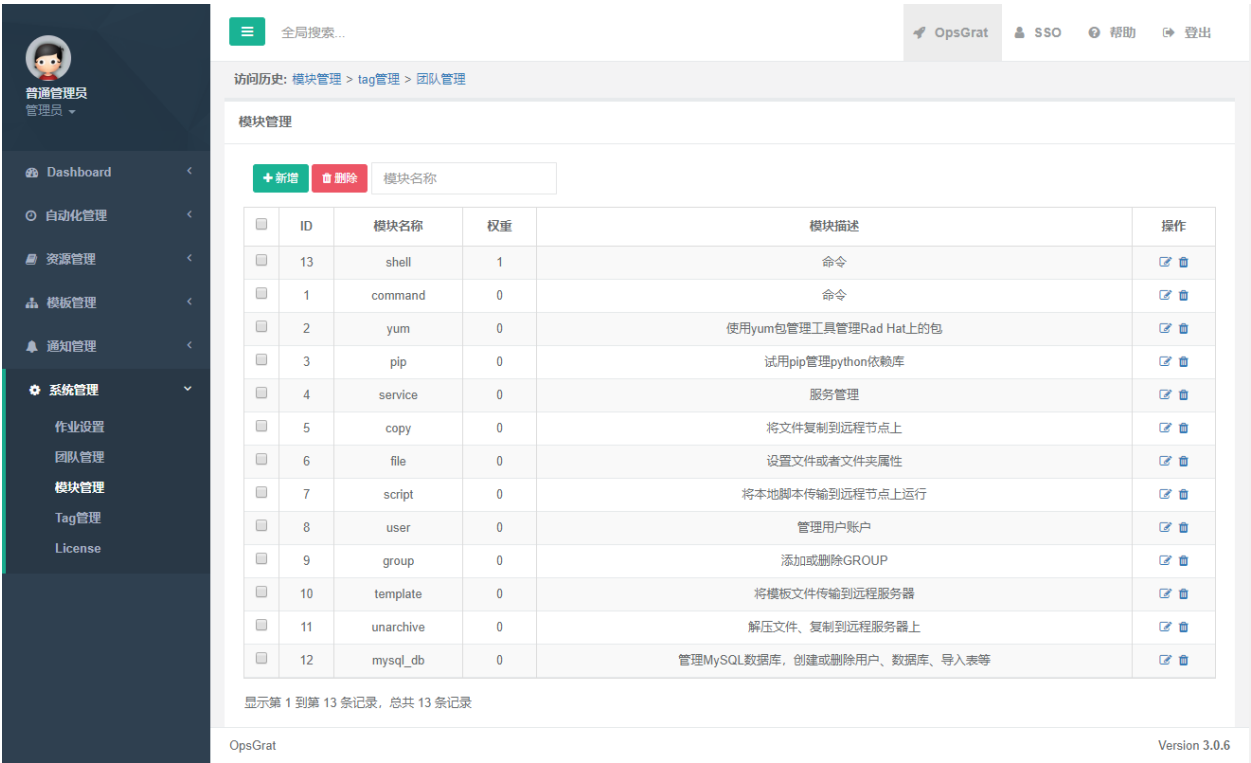 全局搜索...
OpsGrat SSO 帮助 登出
普通管理员
管理员
Dashboard
自动化管理
资源管理
模板管理
通知管理
系统管理
作业设置
团队管理
模块管理
Tag管理
License
访问历史: 模块管理 > tag管理 > 团队管理
模块管理
新增 删除 模块名称
ID 模块名称 权重 模块描述 操作
13 shell 1 命令
1 command 0 命令
2 yum 0 使用yum包管理工具管理Rad Hat上的包
3 pip 0 试用pip管理python依赖库
4 service 0 服务管理
5 copy 0 将文件复制到远程节点上
6 file 0 设置文件或者文件夹属性
7 script 0 将本地脚本传输到远程节点上运行
8 user 0 管理用户账户
9 group 0 添加或删除GROUP
10 template 0 将模板文件传输到远程服务器
11 unarchive 0 解压文件、复制到远程服务器上
12 mysql_db 0 管理MySQL数据库，创建或删除用户、数据库、导入表等
显示第 1 到第 13 条记录，总共 13 条记录
OpsGrat Version 3.0.6